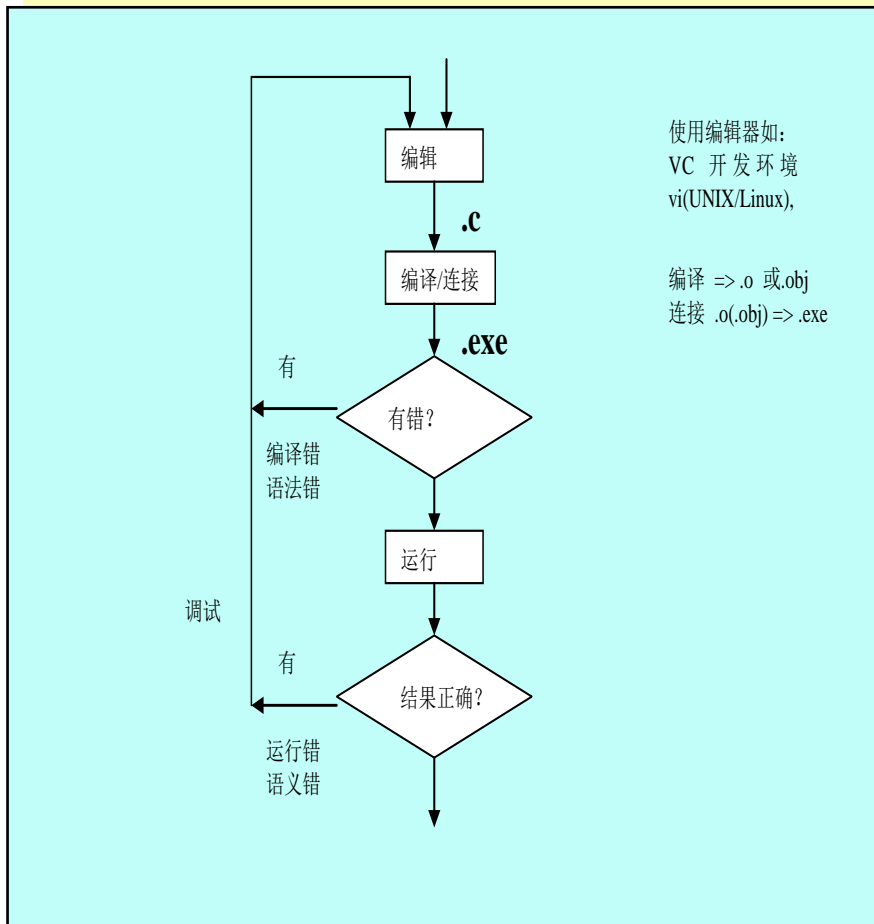 编辑
使用编辑器如：
VC 开发环境
vi(UNIX/Linux),
.c
编译/连接
编译 => .o 或.obj
连接 .o(.obj) => .exe
.exe
有
有错？
编译错
语法错
运行
调试
有
结果正确？
运行错
语义错